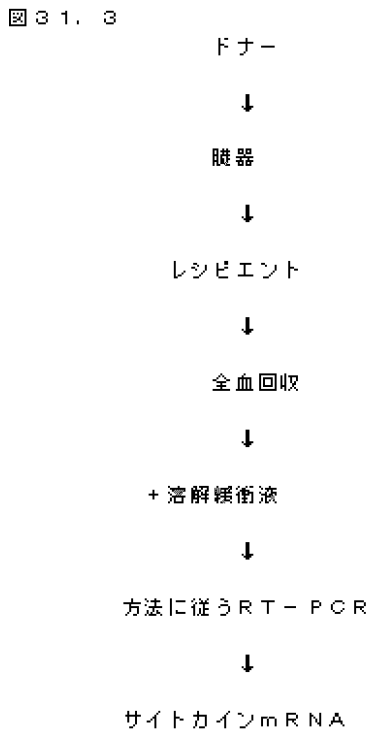 図３１．３
ドナー
↓
臓器
↓
レシピエント
↓
全血回収
↓
+溶解緩衝液
↓
方法に従うＲＴ－ＰＣＲ
↓
サイトカインｍＲＮＡ